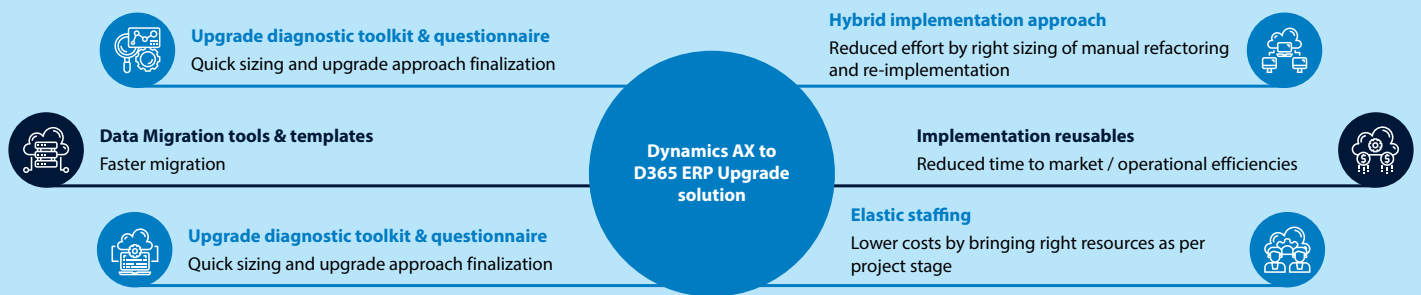 Upgrade diagnostic toolkit & questionnaire
Quick sizing and upgrade approach finalization
Data Migration tools & templates
Faster migration
Upgrade diagnostic toolkit & questionnaire
Quick sizing and upgrade approach finalization
Dynamics AX to
D365 ERP Upgrade
solution
Hybrid implementation approach
Reduced effort by right sizing of manual refactoring
and re-implementation
Implementation reusables
Reduced time to market / operational efficiencies
Elastic staffing
Lower costs by bringing right resources as per
project stage